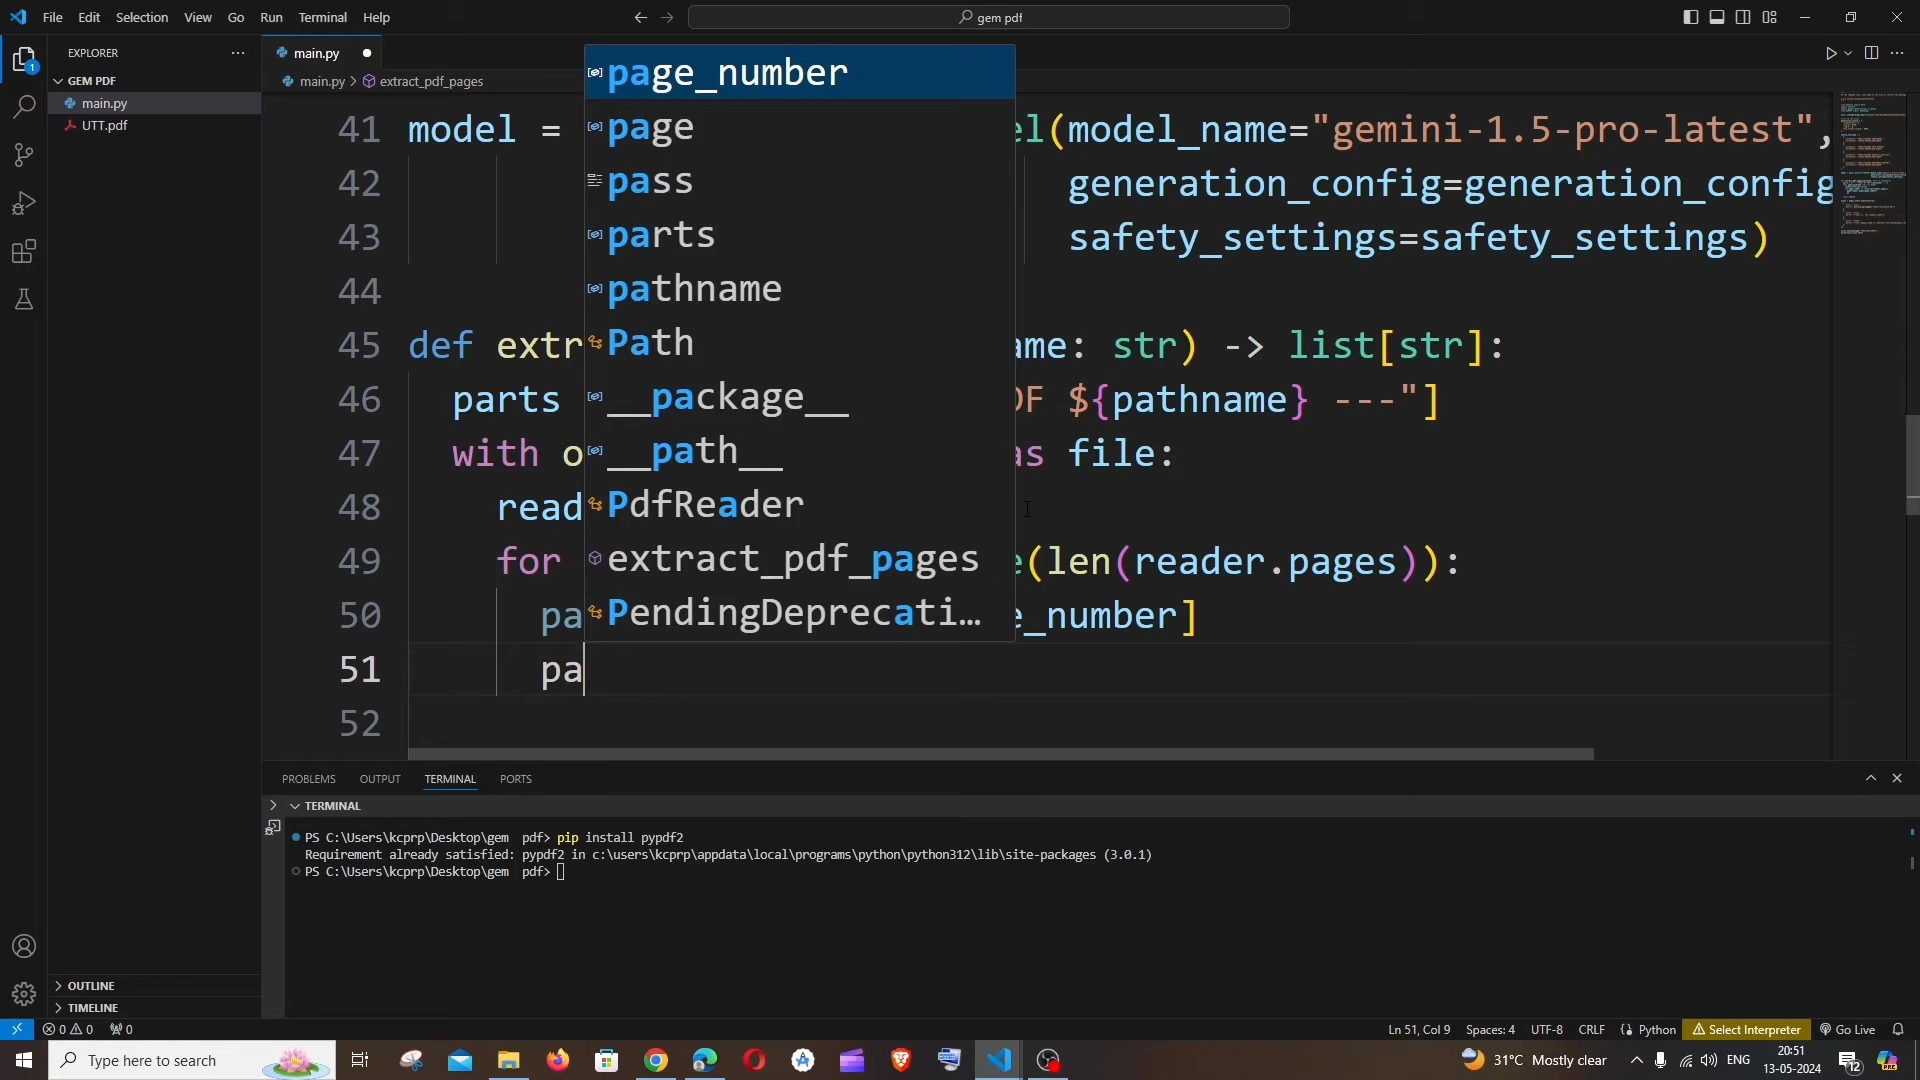 File Edit Selection View Go Run Terminal Help
gem pdf
EXPLORER
GEM PDF
main.py
UTT.pdf
main.py
main.py > extract_pdf_pages
41 model = el(model_name="gemini-1.5-pro-latest",
42 generation_config=generation_config
43 safety_settings=safety_settings)
44
45 def extr ame: str) -> list[str]:
46 parts DF ${pathname} ---"]
47 with o as file:
48 read
49 for e(len(reader.pages)):
50 pa e_number]
51 pa
52
page_number
page
pass
parts
pathname
Path
__package__
__path__
PdfReader
extract_pdf_pages
PendingDeprecati…
PROBLEMS OUTPUT TERMINAL PORTS
TERMINAL
PS C:\Users\kcprp\Desktop\gem pdf> pip install pypdf2
Requirement already satisfied: pypdf2 in c:\users\kcprp\appdata\local\programs\python\python312\lib\site-packages (3.0.1)
PS C:\Users\kcprp\Desktop\gem pdf>
OUTLINE
TIMELINE
0 0 0
Ln 51, Col 9 Spaces: 4 UTF-8 CRLF Python Select Interpreter Go Live
Type here to search
31°C Mostly clear
ENG
20:51
13-05-2024
12